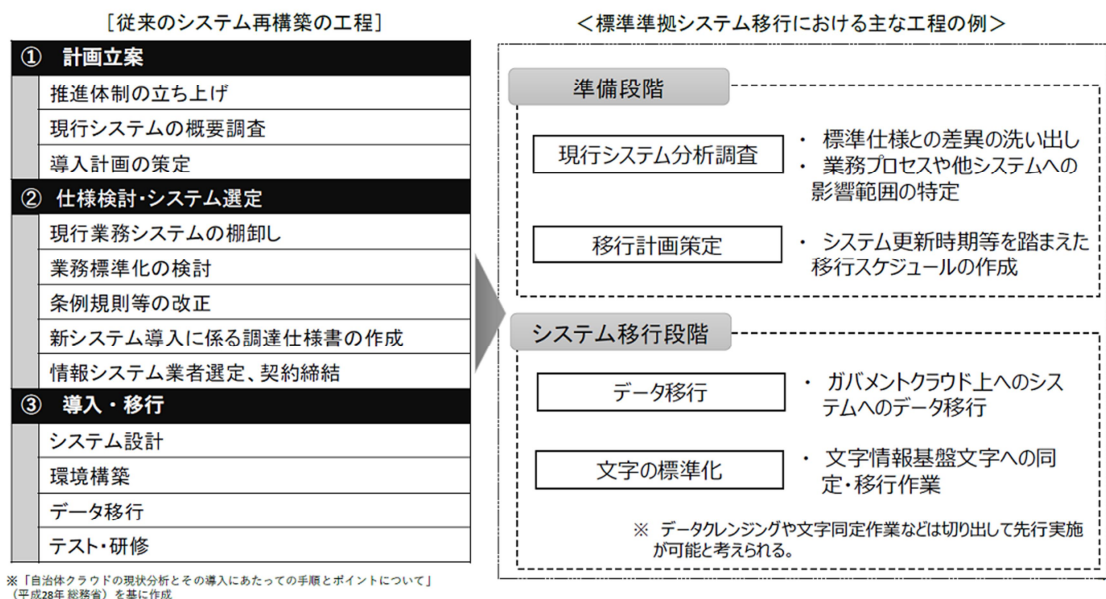 [従来のシステム再構築の工程]
① 計画立案
推進体制の立ち上げ
現行システムの概要調査
導入計画の策定
② 仕様検討・システム選定
現行業務システムの棚卸し
業務標準化の検討
条例規則等の改正
新システム導入に係る調達仕様書の作成
情報システム業者選定、契約締結
③ 導入・移行
システム設計
環境構築
データ移行
テスト・研修
※「自治体クラウドの現状分析とその導入にあたっての手順とポイントについて」
（平成28年 総務省）を基に作成
＜標準準拠システム移行における主な工程の例＞
準備段階
現行システム分析調査
・ 標準仕様との差異の洗い出し
・ 業務プロセスや他システムへの
影響範囲の特定
移行計画策定
・ システム更新時期等を踏まえた
移行スケジュールの作成
システム移行段階
データ移行
・ ガバメントクラウド上へのシス
テムへのデータ移行
文字の標準化
・ 文字情報基盤文字への同
定・移行作業
※ データクレンジングや文字同定作業などは切り出して先行実施
が可能と考えられる。